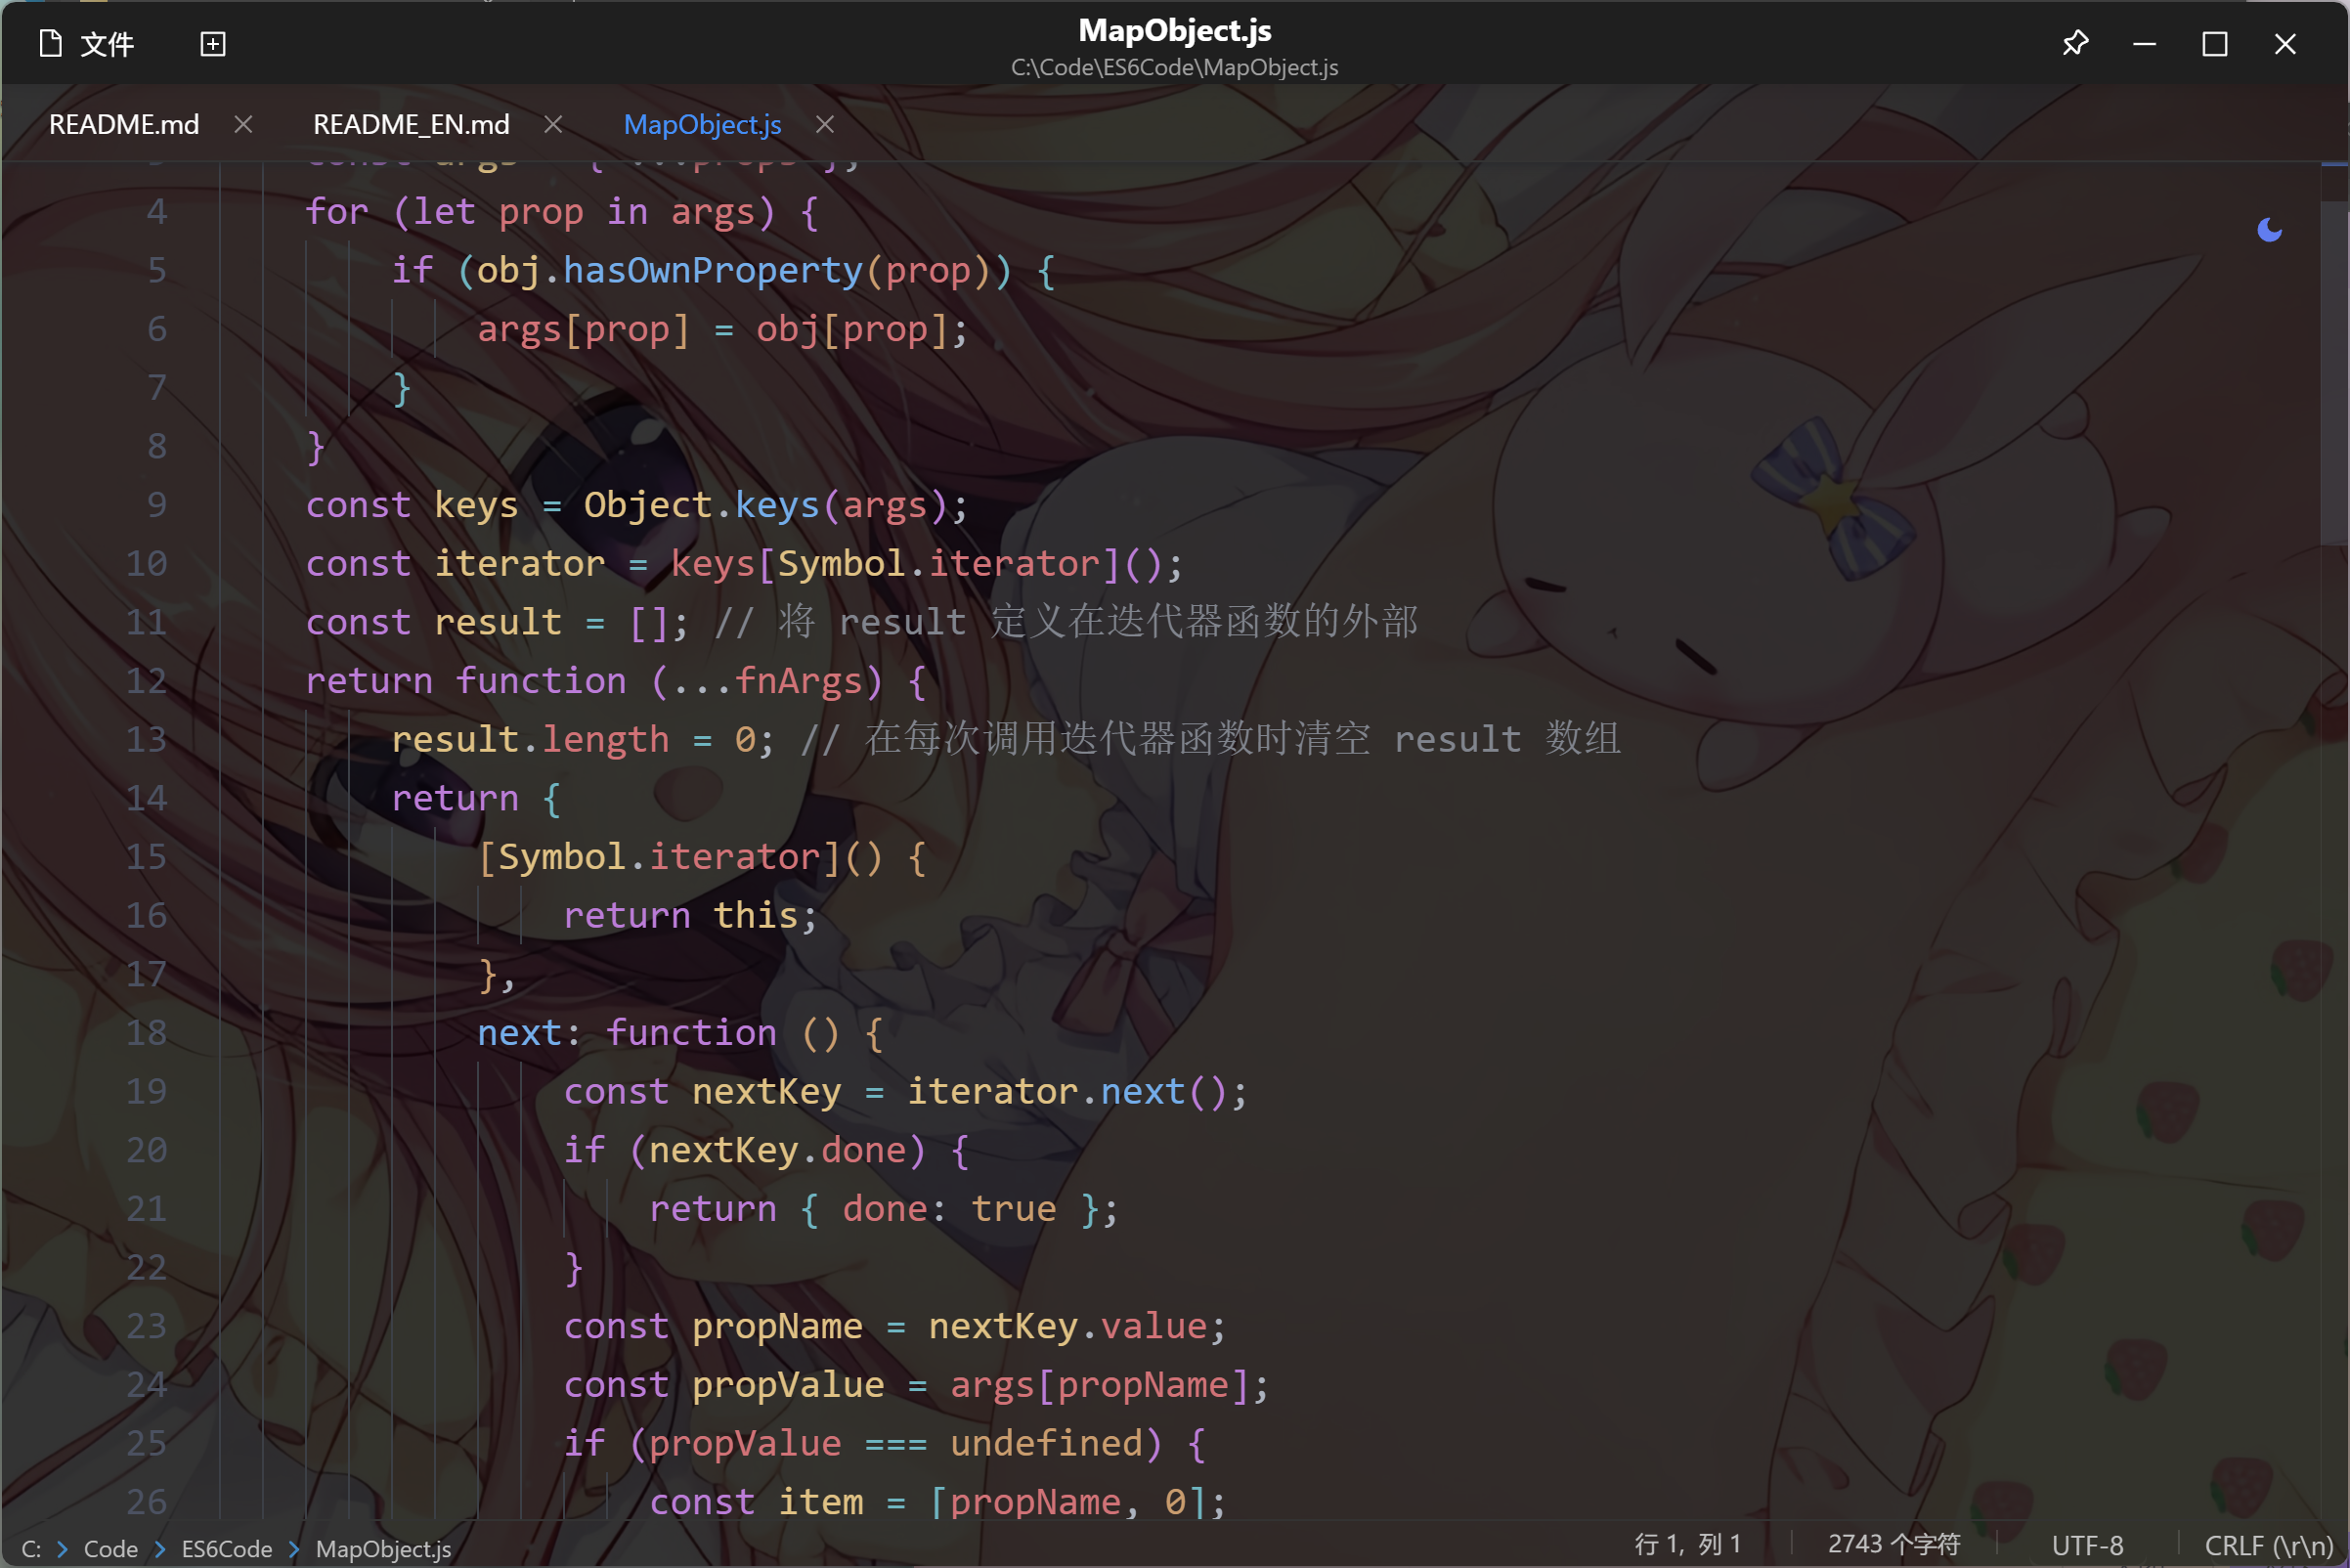 文件
MapObject.js
C:\Code\ES6Code\MapObject.js
README.md README_EN.md MapObject.js
4 for (let prop in args) {
5 if (obj.hasOwnProperty(prop)) {
6 args[prop] = obj[prop];
7 }
8 }
9 const keys = Object.keys(args);
10 const iterator = keys[Symbol.iterator]();
11 const result = []; // 将 result 定义在迭代器函数的外部
12 return function (...fnArgs) {
13 result.length = 0; // 在每次调用迭代器函数时清空 result 数组
14 return {
15 [Symbol.iterator]() {
16 return this;
17 },
18 next: function () {
19 const nextKey = iterator.next();
20 if (nextKey.done) {
21 return { done: true };
22 }
23 const propName = nextKey.value;
24 const propValue = args[propName];
25 if (propValue === undefined) {
26 const item = [propName, 0];
C: > Code > ES6Code > MapObject.js 行 1, 列 1 2743 个字符 UTF-8 CRLF (\r\n)